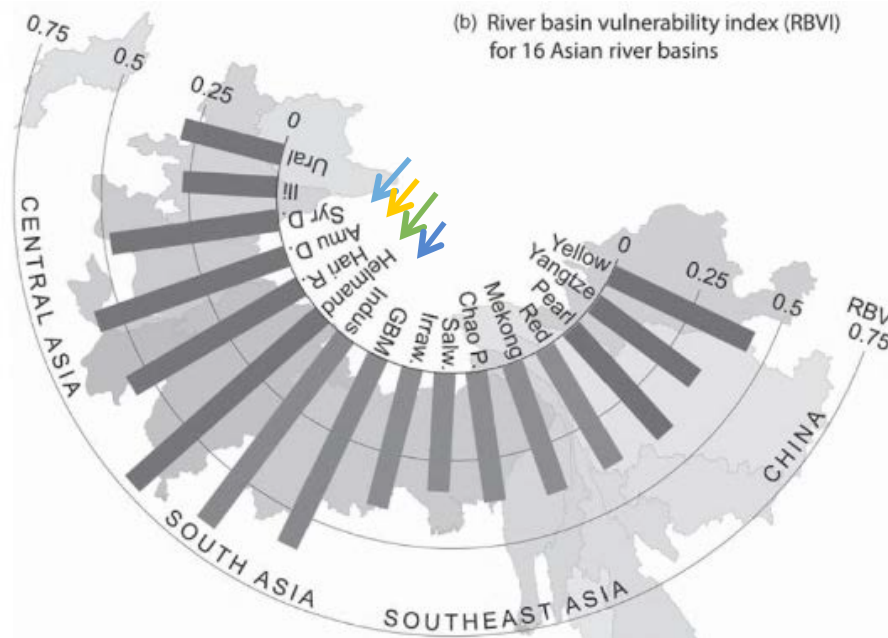 (b) River basin vulnerability index (RBVI)
for 16 Asian river basins
0.75
0.5
0.25
0
Ural
Ili
Syr D.
Amu D.
Hari R.
Helmand
Indus
GBM
Irraw.
Salw.
Chao P.
Mekong
Red
Pearl
Yangtze
Yellow
0
0.25
0.5
RBV
0.75
CENTRAL ASIA
SOUTH ASIA
SOUTHEAST ASIA
CHINA